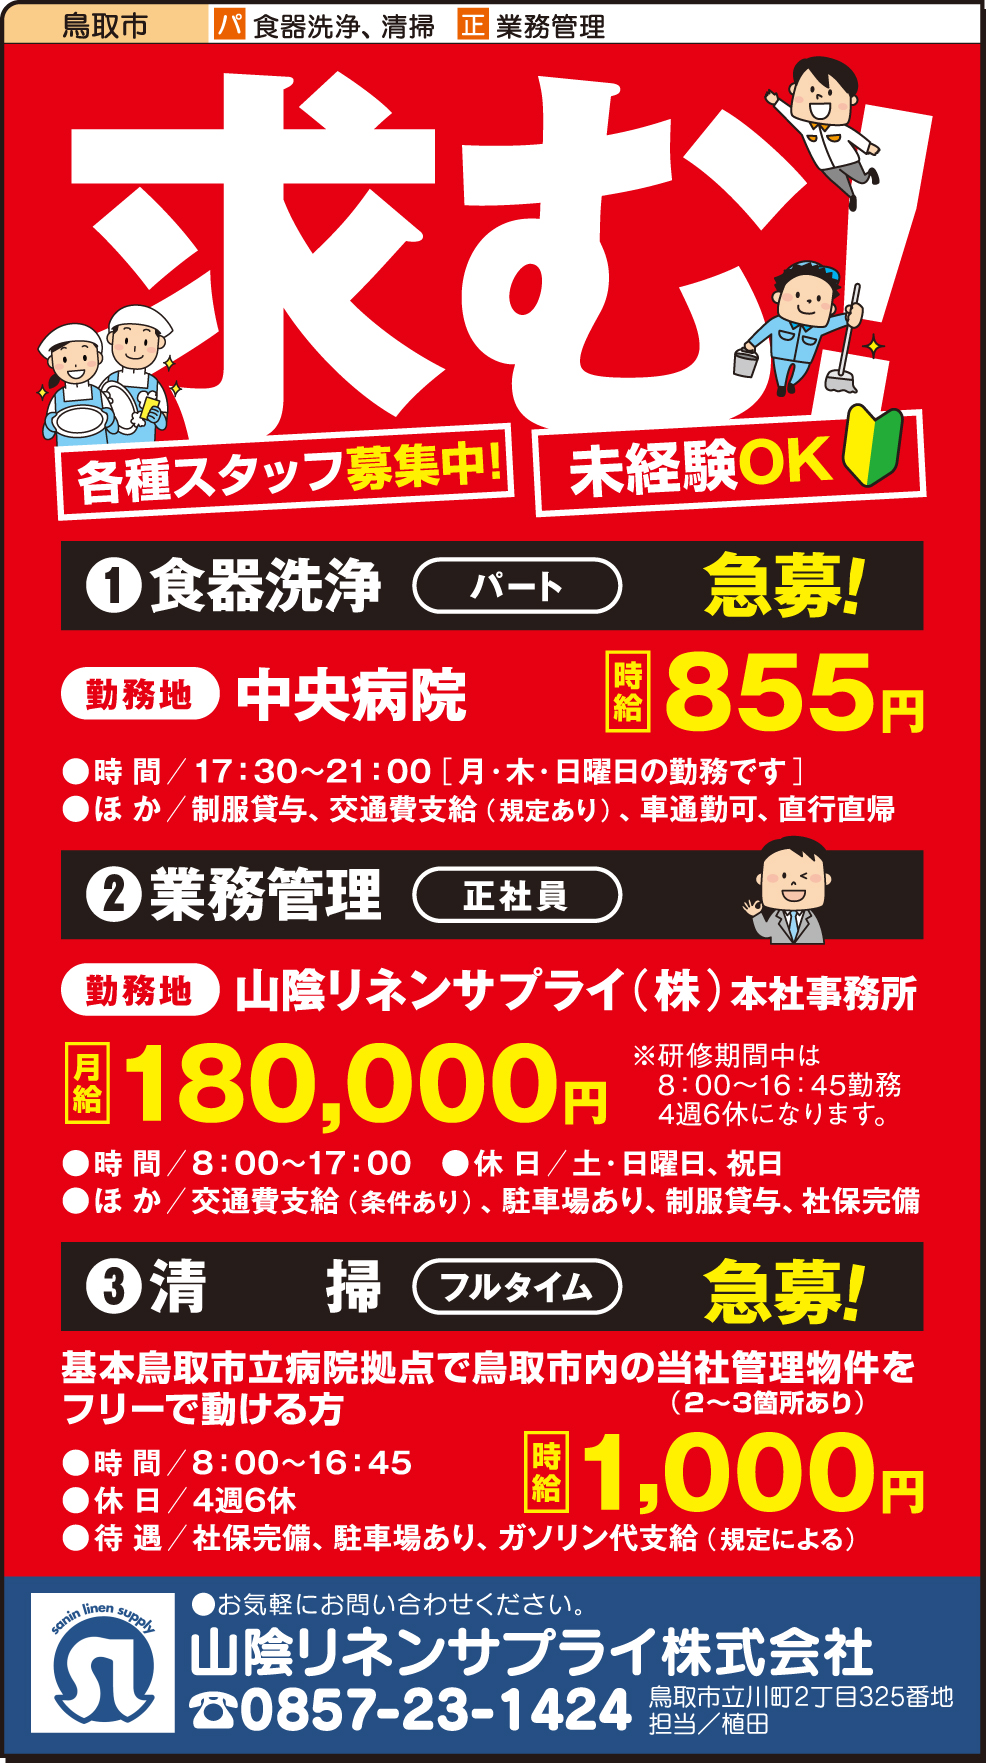 鳥取市 パ 食器洗浄、清掃 正 業務管理
求む!
各種スタッフ募集中!
未経験OK
❶食器洗浄 パート 急募!
勤務地 中央病院 時給855円
●時 間／17：30〜21：00［月・木・日曜日の勤務です］
●ほ か／制服貸与、交通費支給（規定あり）、車通勤可、直行直帰
❷業務管理 正社員
勤務地 山陰リネンサプライ（株）本社事務所
月給180,000円
※研修期間中は
8：00〜16：45勤務
4週6休になります。
●時 間／8：00〜17：00 ●休 日／土・日曜日、祝日
●ほ か／交通費支給（条件あり）、駐車場あり、制服貸与、社保完備
❸清 掃 フルタイム 急募!
基本鳥取市立病院拠点で鳥取市内の当社管理物件を
（2〜3箇所あり）
フリーで動ける方
●時 間／8：00〜16：45
時給1,000円
●休 日／4週6休
●待 遇／社保完備、駐車場あり、ガソリン代支給（規定による）
sanin linen supply
●お気軽にお問い合わせください。
山陰リネンサプライ株式会社
☎0857-23-1424
鳥取市立川町2丁目325番地
担当／植田